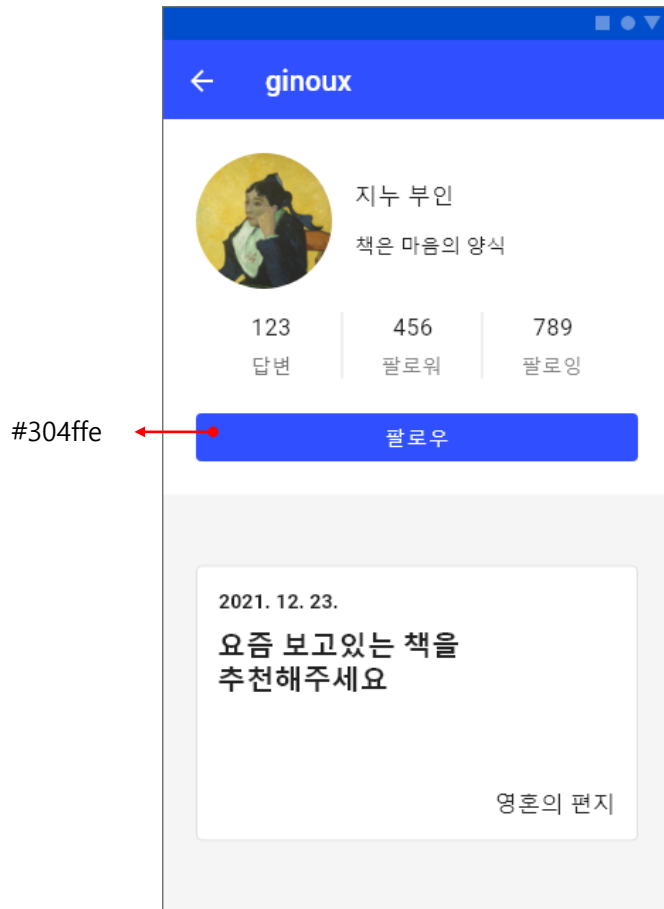 ginoux
지누 부인
책은 마음의 양식
123 456 789
답변 팔로워 팔로잉
#304ffe
팔로우
2021. 12. 23.
요즘 보고있는 책을
추천해주세요
영혼의 편지